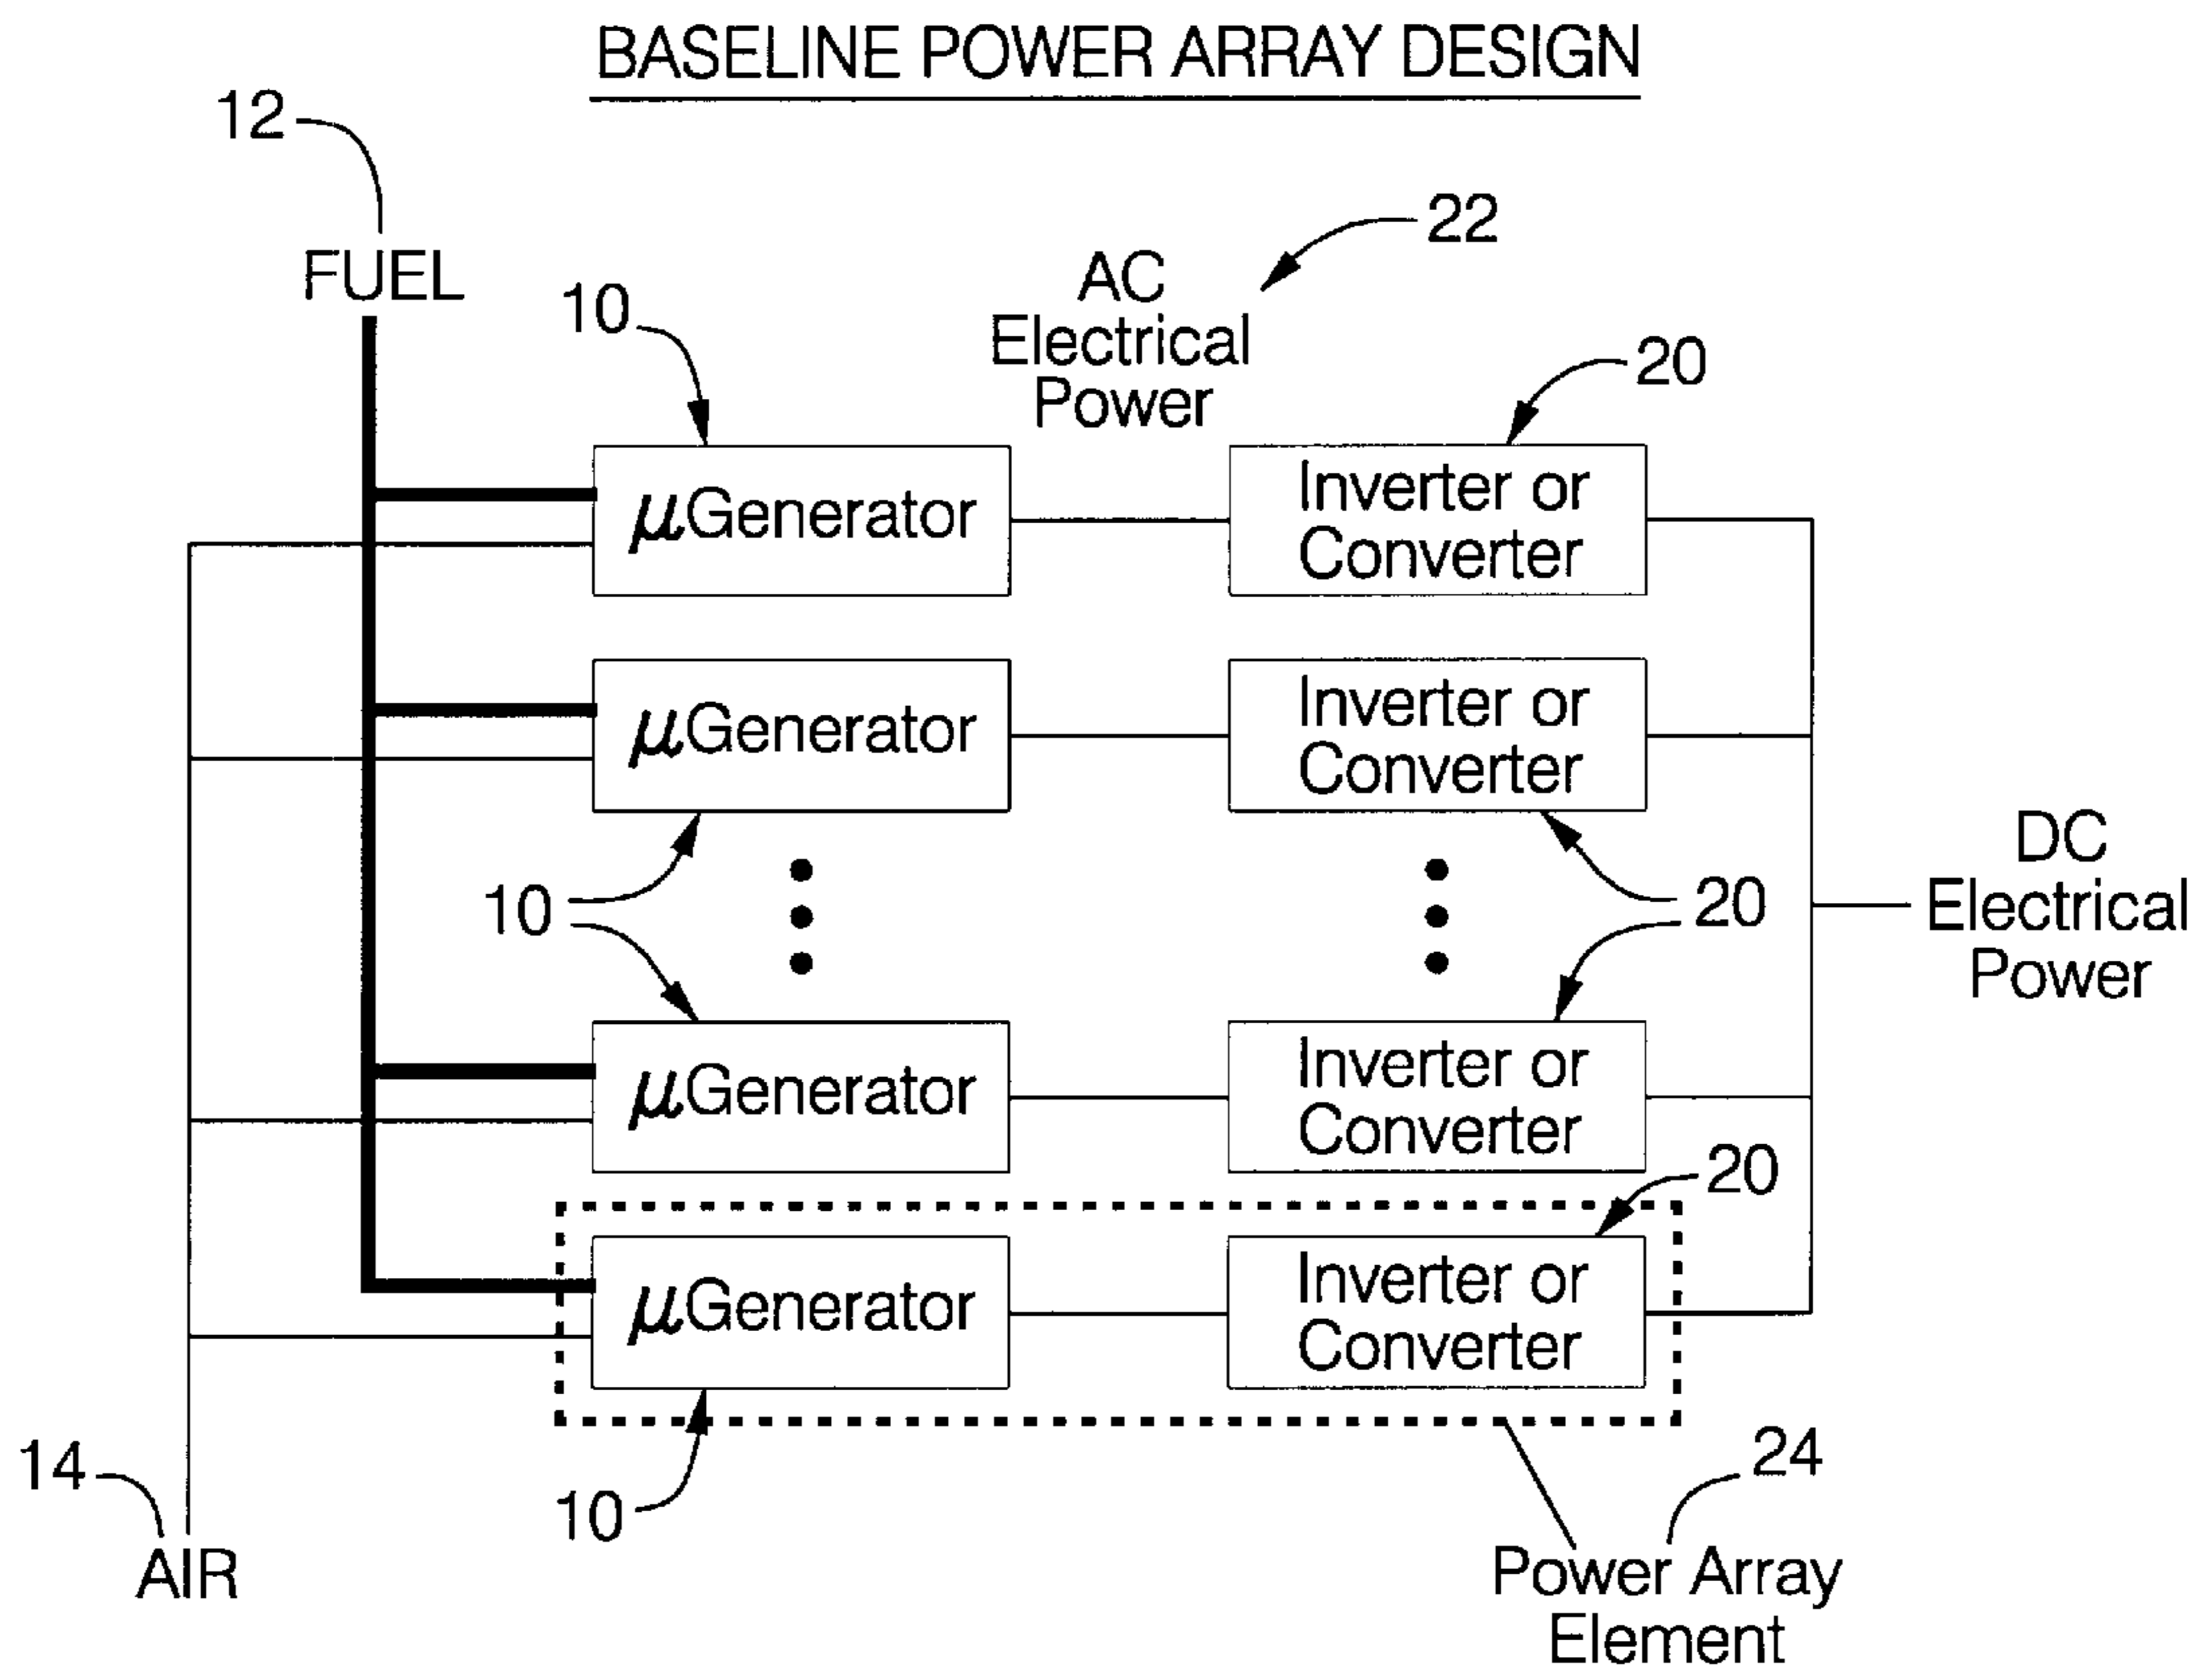 BASELINE POWER ARRAY DESIGN
12
22
FUEL
10
AC
Electrical
Power
20
µGenerator
Inverter or
Converter
µGenerator
Inverter or
Converter
10
20
DC
Electrical
Power
µGenerator
Inverter or
Converter
20
µGenerator
Inverter or
Converter
14
10
24
AIR
Power Array
Element